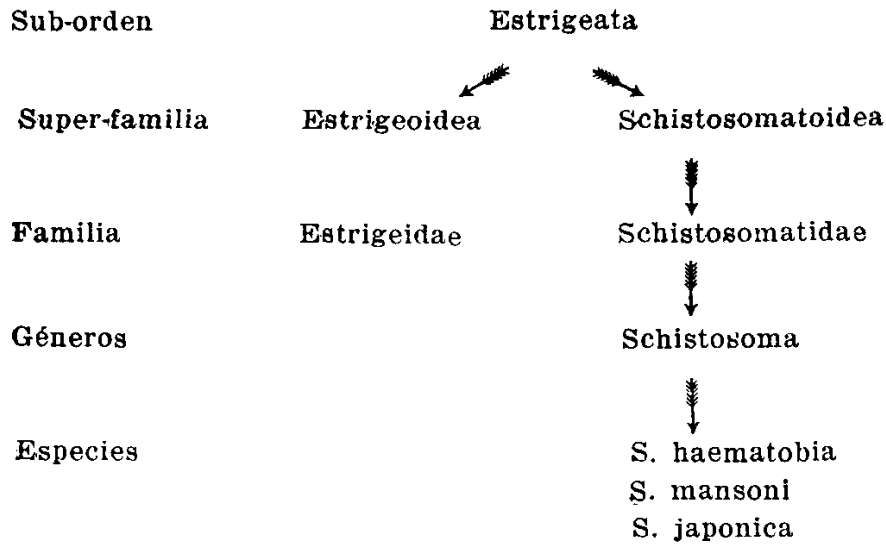 Sub-orden Estrigeata
Super-familia Estrigeoidea Schistosomatoidea
Familia Estrigeidae Schistosomatidae
Géneros Schistosoma
Especies S. haematobia
S. mansoni
S. japonica